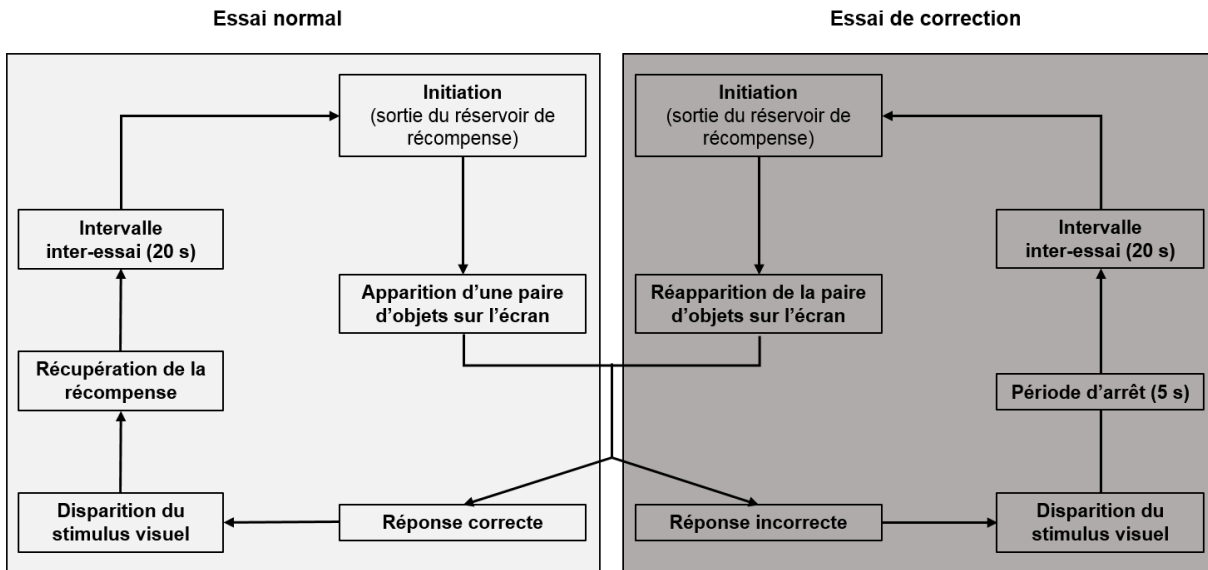 Essai normal
Essai de correction
Initiation
(sortie du réservoir de
récompense)
Apparition d'une paire
d'objets sur l'écran
Intervalle
inter-essai (20 s)
Récupération de la
récompense
Disparition du
stimulus visuel
Réponse correcte
Initiation
(sortie du réservoir de
récompense)
Réapparition de la paire
d'objets sur l'écran
Intervalle
inter-essai (20 s)
Période d'arrêt (5 s)
Réponse incorrecte
Disparition du
stimulus visuel